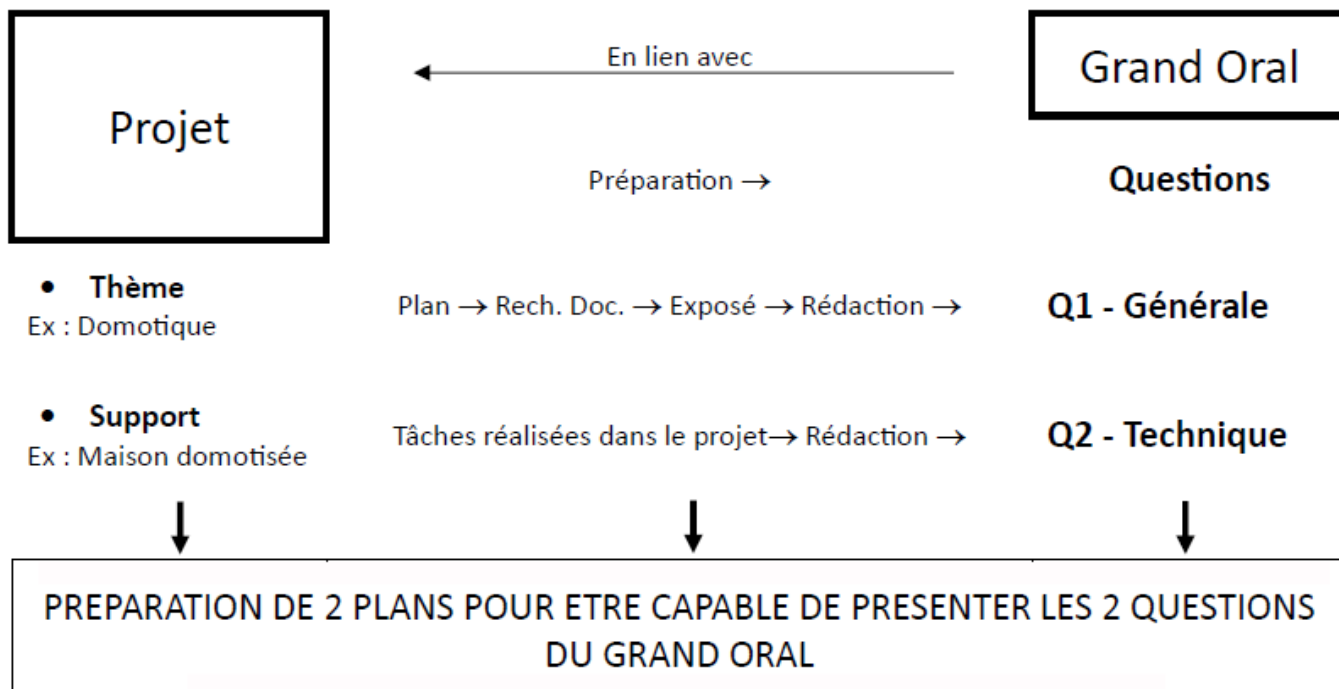 En lien avec
Grand Oral
Projet
Préparation →
Questions
• Thème
Ex : Domotique
Plan → Rech. Doc. → Exposé → Rédaction →
Q1 - Générale
• Support
Ex : Maison domotisée
Tâches réalisées dans le projet→ Rédaction →
Q2 - Technique
PREPARATION DE 2 PLANS POUR ETRE CAPABLE DE PRESENTER LES 2 QUESTIONS
DU GRAND ORAL